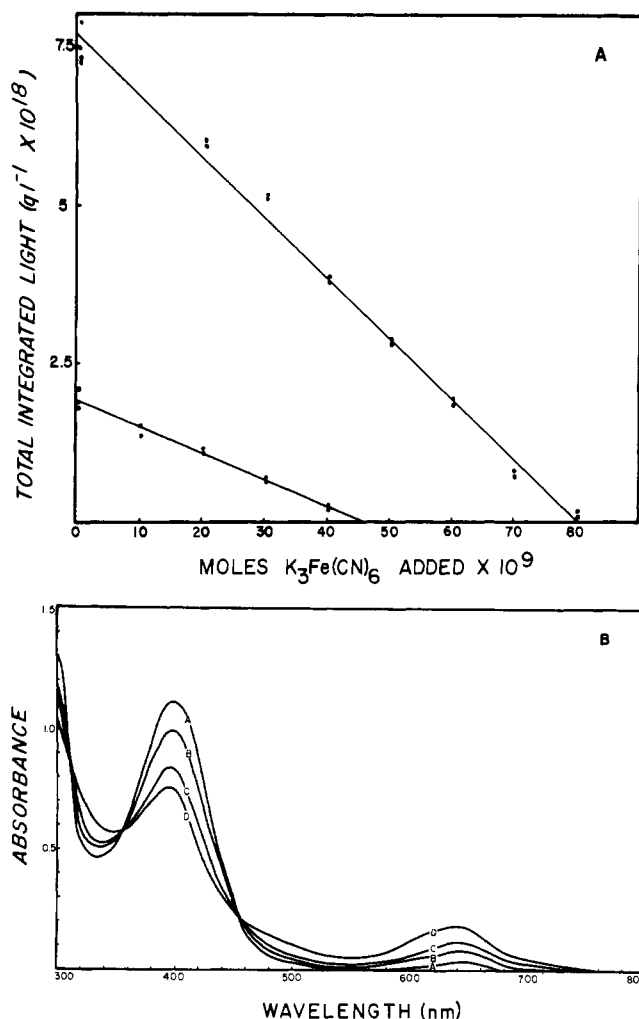 A
7.5
5
2.5
TOTAL INTEGRATED LIGHT (ql⁻¹ X 10¹⁸)
0 10 20 30 40 50 60 70 80
MOLES K₃Fe(CN)₆ ADDED X 10⁹
B
1.5
1.0
0.5
ABSORBANCE
A
B
C
D
D
C
B
A
300 400 500 600 700 800
WAVELENGTH (nm)